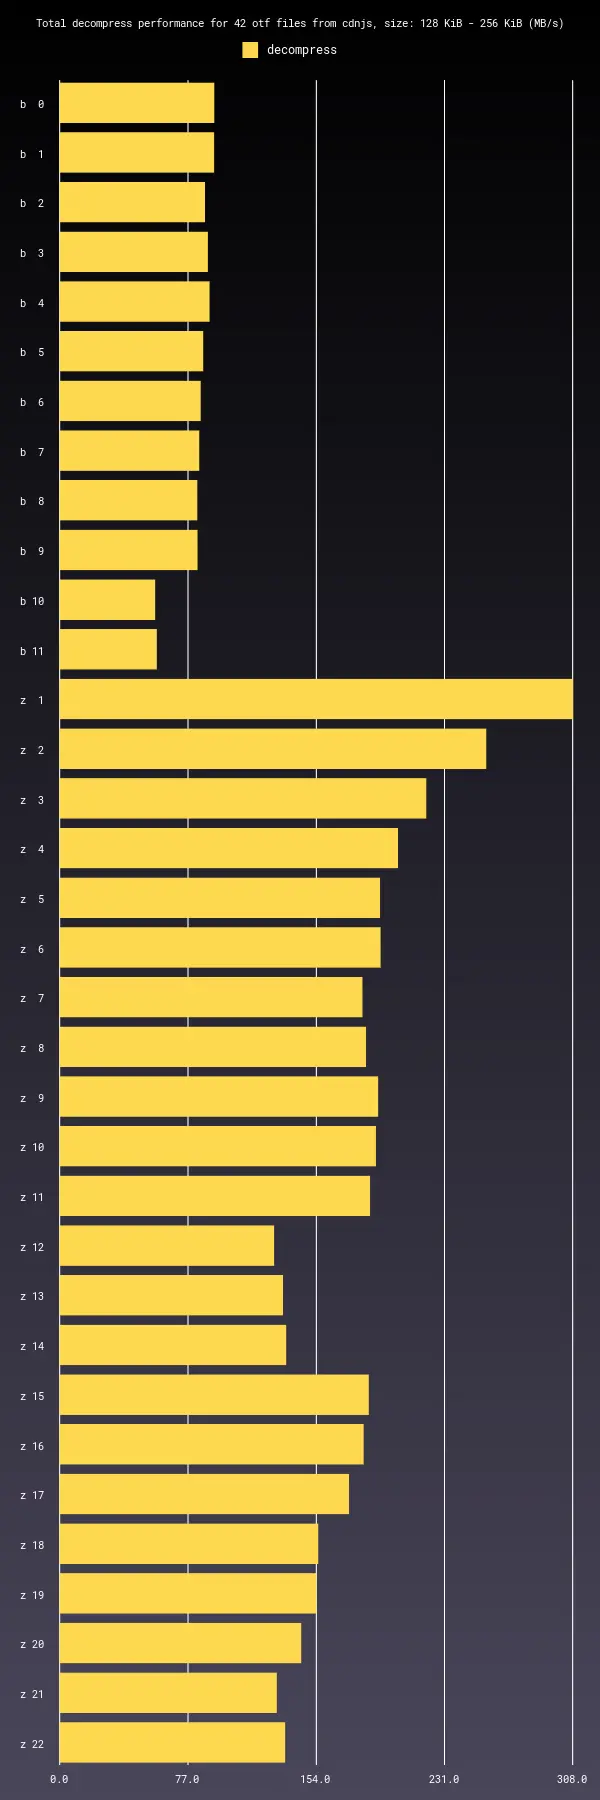 Total decompress performance for 42 otf files from cdnjs, size: 128 KiB - 256 KiB (MB/s)
decompress
b 0
b 1
b 2
b 3
b 4
b 5
b 6
b 7
b 8
b 9
b 10
b 11
z 1
z 2
z 3
z 4
z 5
z 6
z 7
z 8
z 9
z 10
z 11
z 12
z 13
z 14
z 15
z 16
z 17
z 18
z 19
z 20
z 21
z 22
0.0 77.0 154.0 231.0 308.0